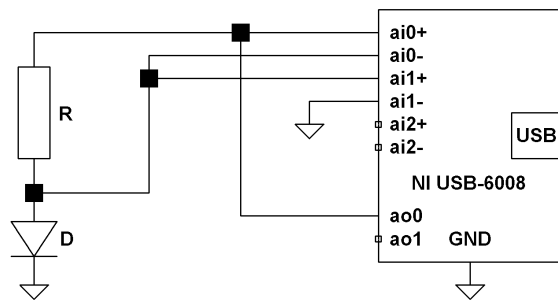 ai0+
ai0-
ai1+
ai1-
ai2+
ai2-
USB
NI USB-6008
ao0
ao1 GND
R
D